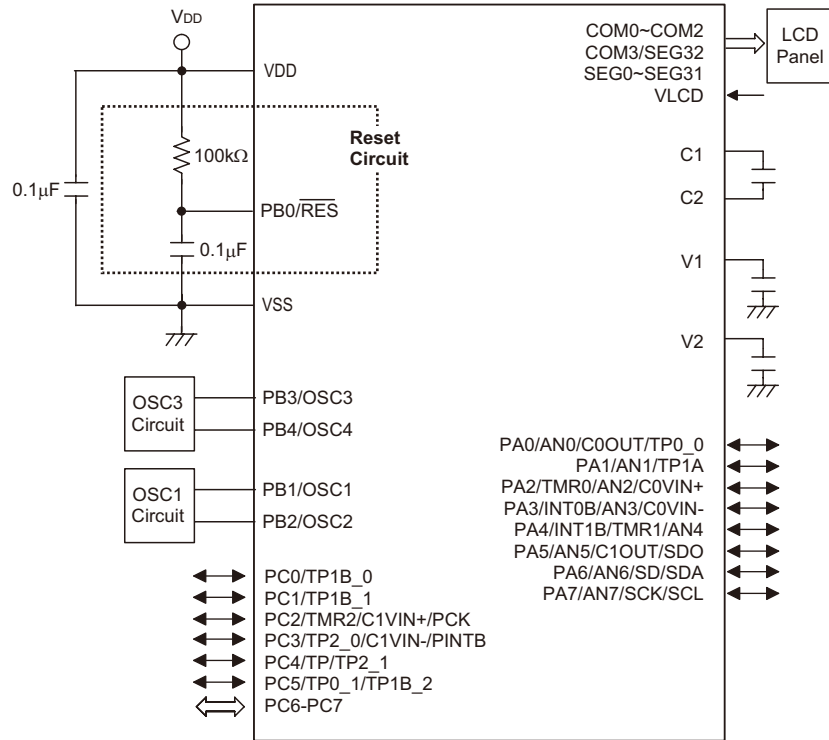 VDD
VDD
Reset
Circuit
100kΩ
0.1µF
PB0/RES
0.1µF
VSS
OSC3
Circuit
PB3/OSC3
PB4/OSC4
OSC1
Circuit
PB1/OSC1
PB2/OSC2
PC0/TP1B_0
PC1/TP1B_1
PC2/TMR2/C1VIN+/PCK
PC3/TP2_0/C1VIN-/PINTB
PC4/TP/TP2_1
PC5/TP0_1/TP1B_2
PC6-PC7
COM0~COM2
COM3/SEG32
SEG0~SEG31
VLCD
LCD
Panel
C1
C2
V1
V2
PA0/AN0/C0OUT/TP0_0
PA1/AN1/TP1A
PA2/TMR0/AN2/C0VIN+
PA3/INT0B/AN3/C0VIN-
PA4/INT1B/TMR1/AN4
PA5/AN5/C1OUT/SDO
PA6/AN6/SD/SDA
PA7/AN7/SCK/SCL